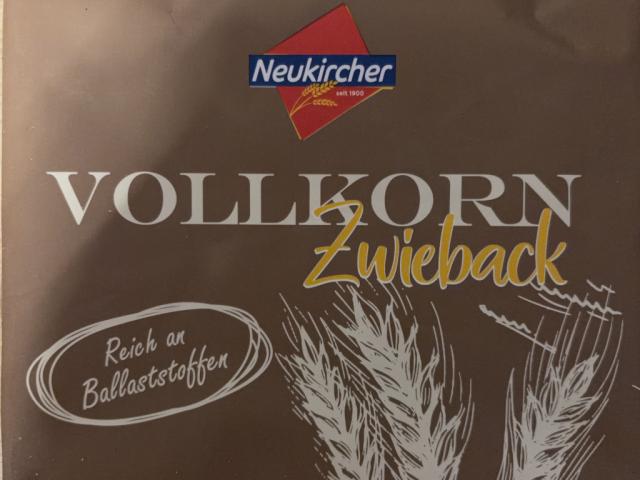 Neukircher
seit 1900
VOLLKORN
Zwieback
Reich an
Ballaststoffen